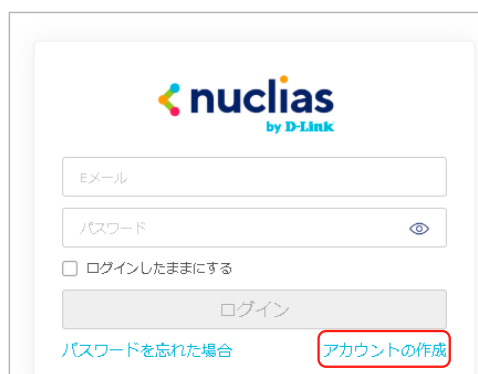 nuclias
by D-Link
Eメール
パスワード
ログインしたままにする
ログイン
パスワードを忘れた場合 アカウントの作成